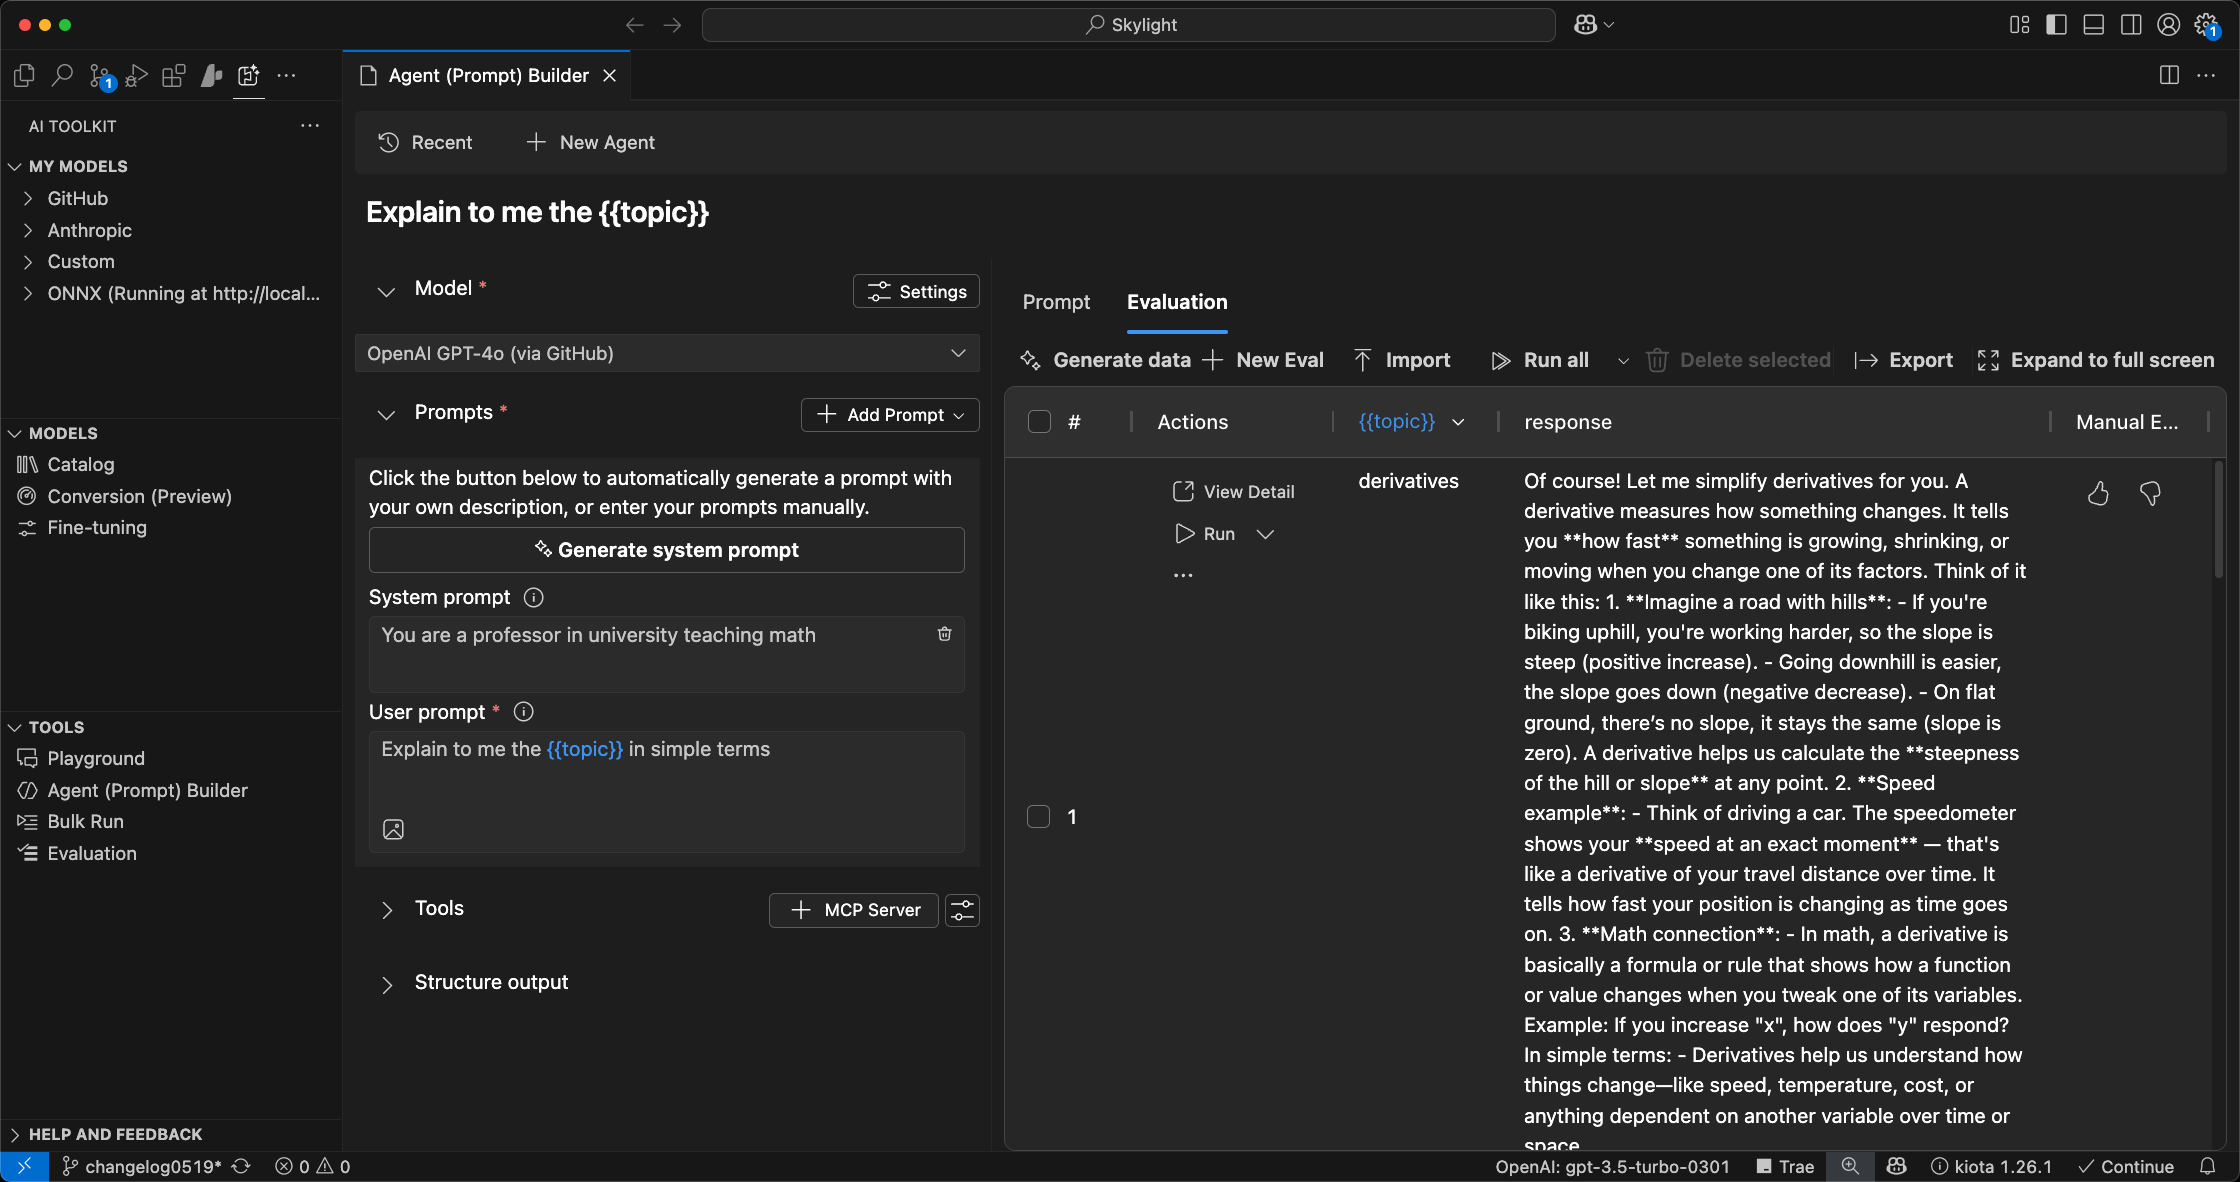 Skylight
1
1
Agent (Prompt) Builder
AI TOOLKIT
MY MODELS
GitHub
Anthropic
Custom
ONNX (Running at http://local...
MODELS
Catalog
Conversion (Preview)
Fine-tuning
TOOLS
Playground
Agent (Prompt) Builder
Bulk Run
Evaluation
HELP AND FEEDBACK
Recent
New Agent
Explain to me the {{topic}}
Model *
Settings
OpenAI GPT-4o (via GitHub)
Prompts *
Add Prompt
Click the button below to automatically generate a prompt with
your own description, or enter your prompts manually.
Generate system prompt
System prompt
You are a professor in university teaching math
User prompt *
Explain to me the {{topic}} in simple terms
Tools
MCP Server
Structure output
Prompt
Evaluation
Generate data
New Eval
Import
Run all
Delete selected
Export
Expand to full screen
#
Actions
{{topic}}
response
Manual E...
1
View Detail
Run
...
derivatives
Of course! Let me simplify derivatives for you. A
derivative measures how something changes. It tells
you **how fast** something is growing, shrinking, or
moving when you change one of its factors. Think of it
like this: 1. **Imagine a road with hills**: - If you're
biking uphill, you're working harder, so the slope is
steep (positive increase). - Going downhill is easier,
the slope goes down (negative decrease). - On flat
ground, there’s no slope, it stays the same (slope is
zero). A derivative helps us calculate the **steepness
of the hill or slope** at any point. 2. **Speed
example**: - Think of driving a car. The speedometer
shows your **speed at an exact moment** — that's
like a derivative of your travel distance over time. It
tells how fast your position is changing as time goes
on. 3. **Math connection**: - In math, a derivative is
basically a formula or rule that shows how a function
or value changes when you tweak one of its variables.
Example: If you increase "x", how does "y" respond?
In simple terms: - Derivatives help us understand how
things change—like speed, temperature, cost, or
anything dependent on another variable over time or
space
changelog0519*
0
0
OpenAI: gpt-3.5-turbo-0301
Trae
kiota 1.26.1
Continue